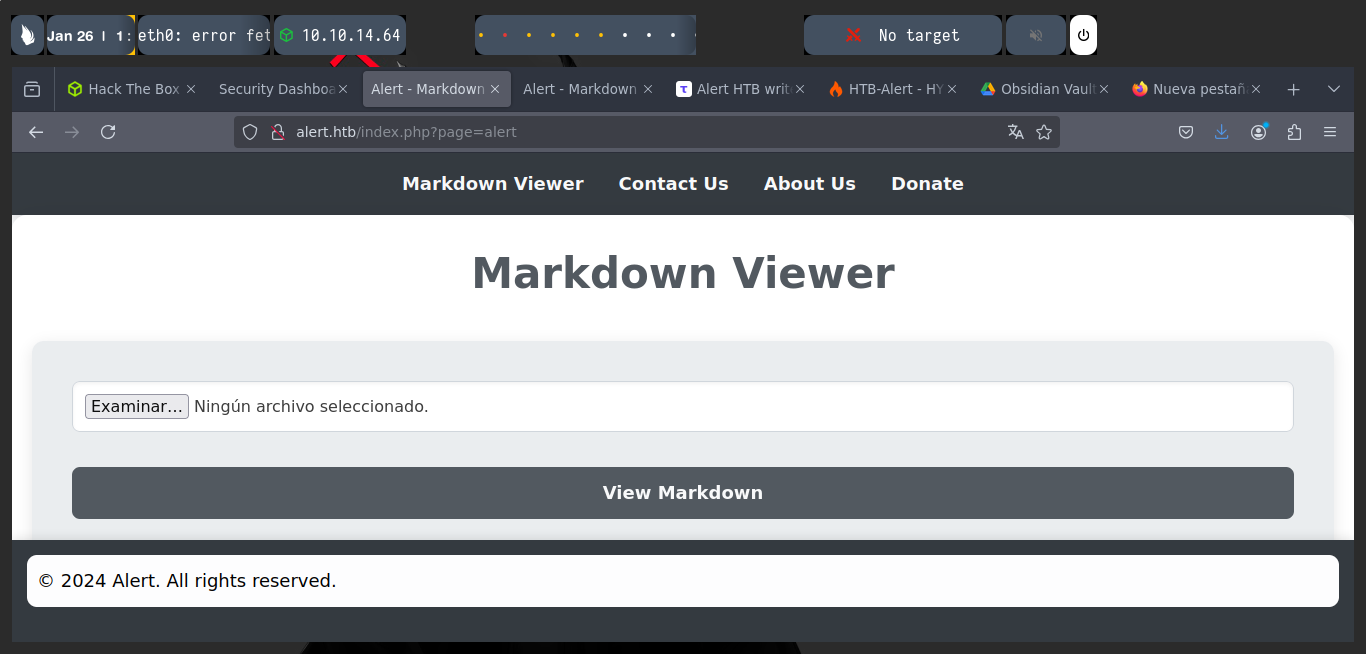 Jan 26 | 1:
eth0: error fet
10.10.14.64
No target
Hack The Box
Security Dashboa
Alert - Markdown
Alert - Markdown
Alert HTB writ
HTB-Alert - HY
Obsidian Vault
Nueva pestañ
alert.htb/index.php?page=alert
Markdown Viewer
Contact Us
About Us
Donate
Markdown Viewer
Examinar... Ningún archivo seleccionado.
View Markdown
© 2024 Alert. All rights reserved.